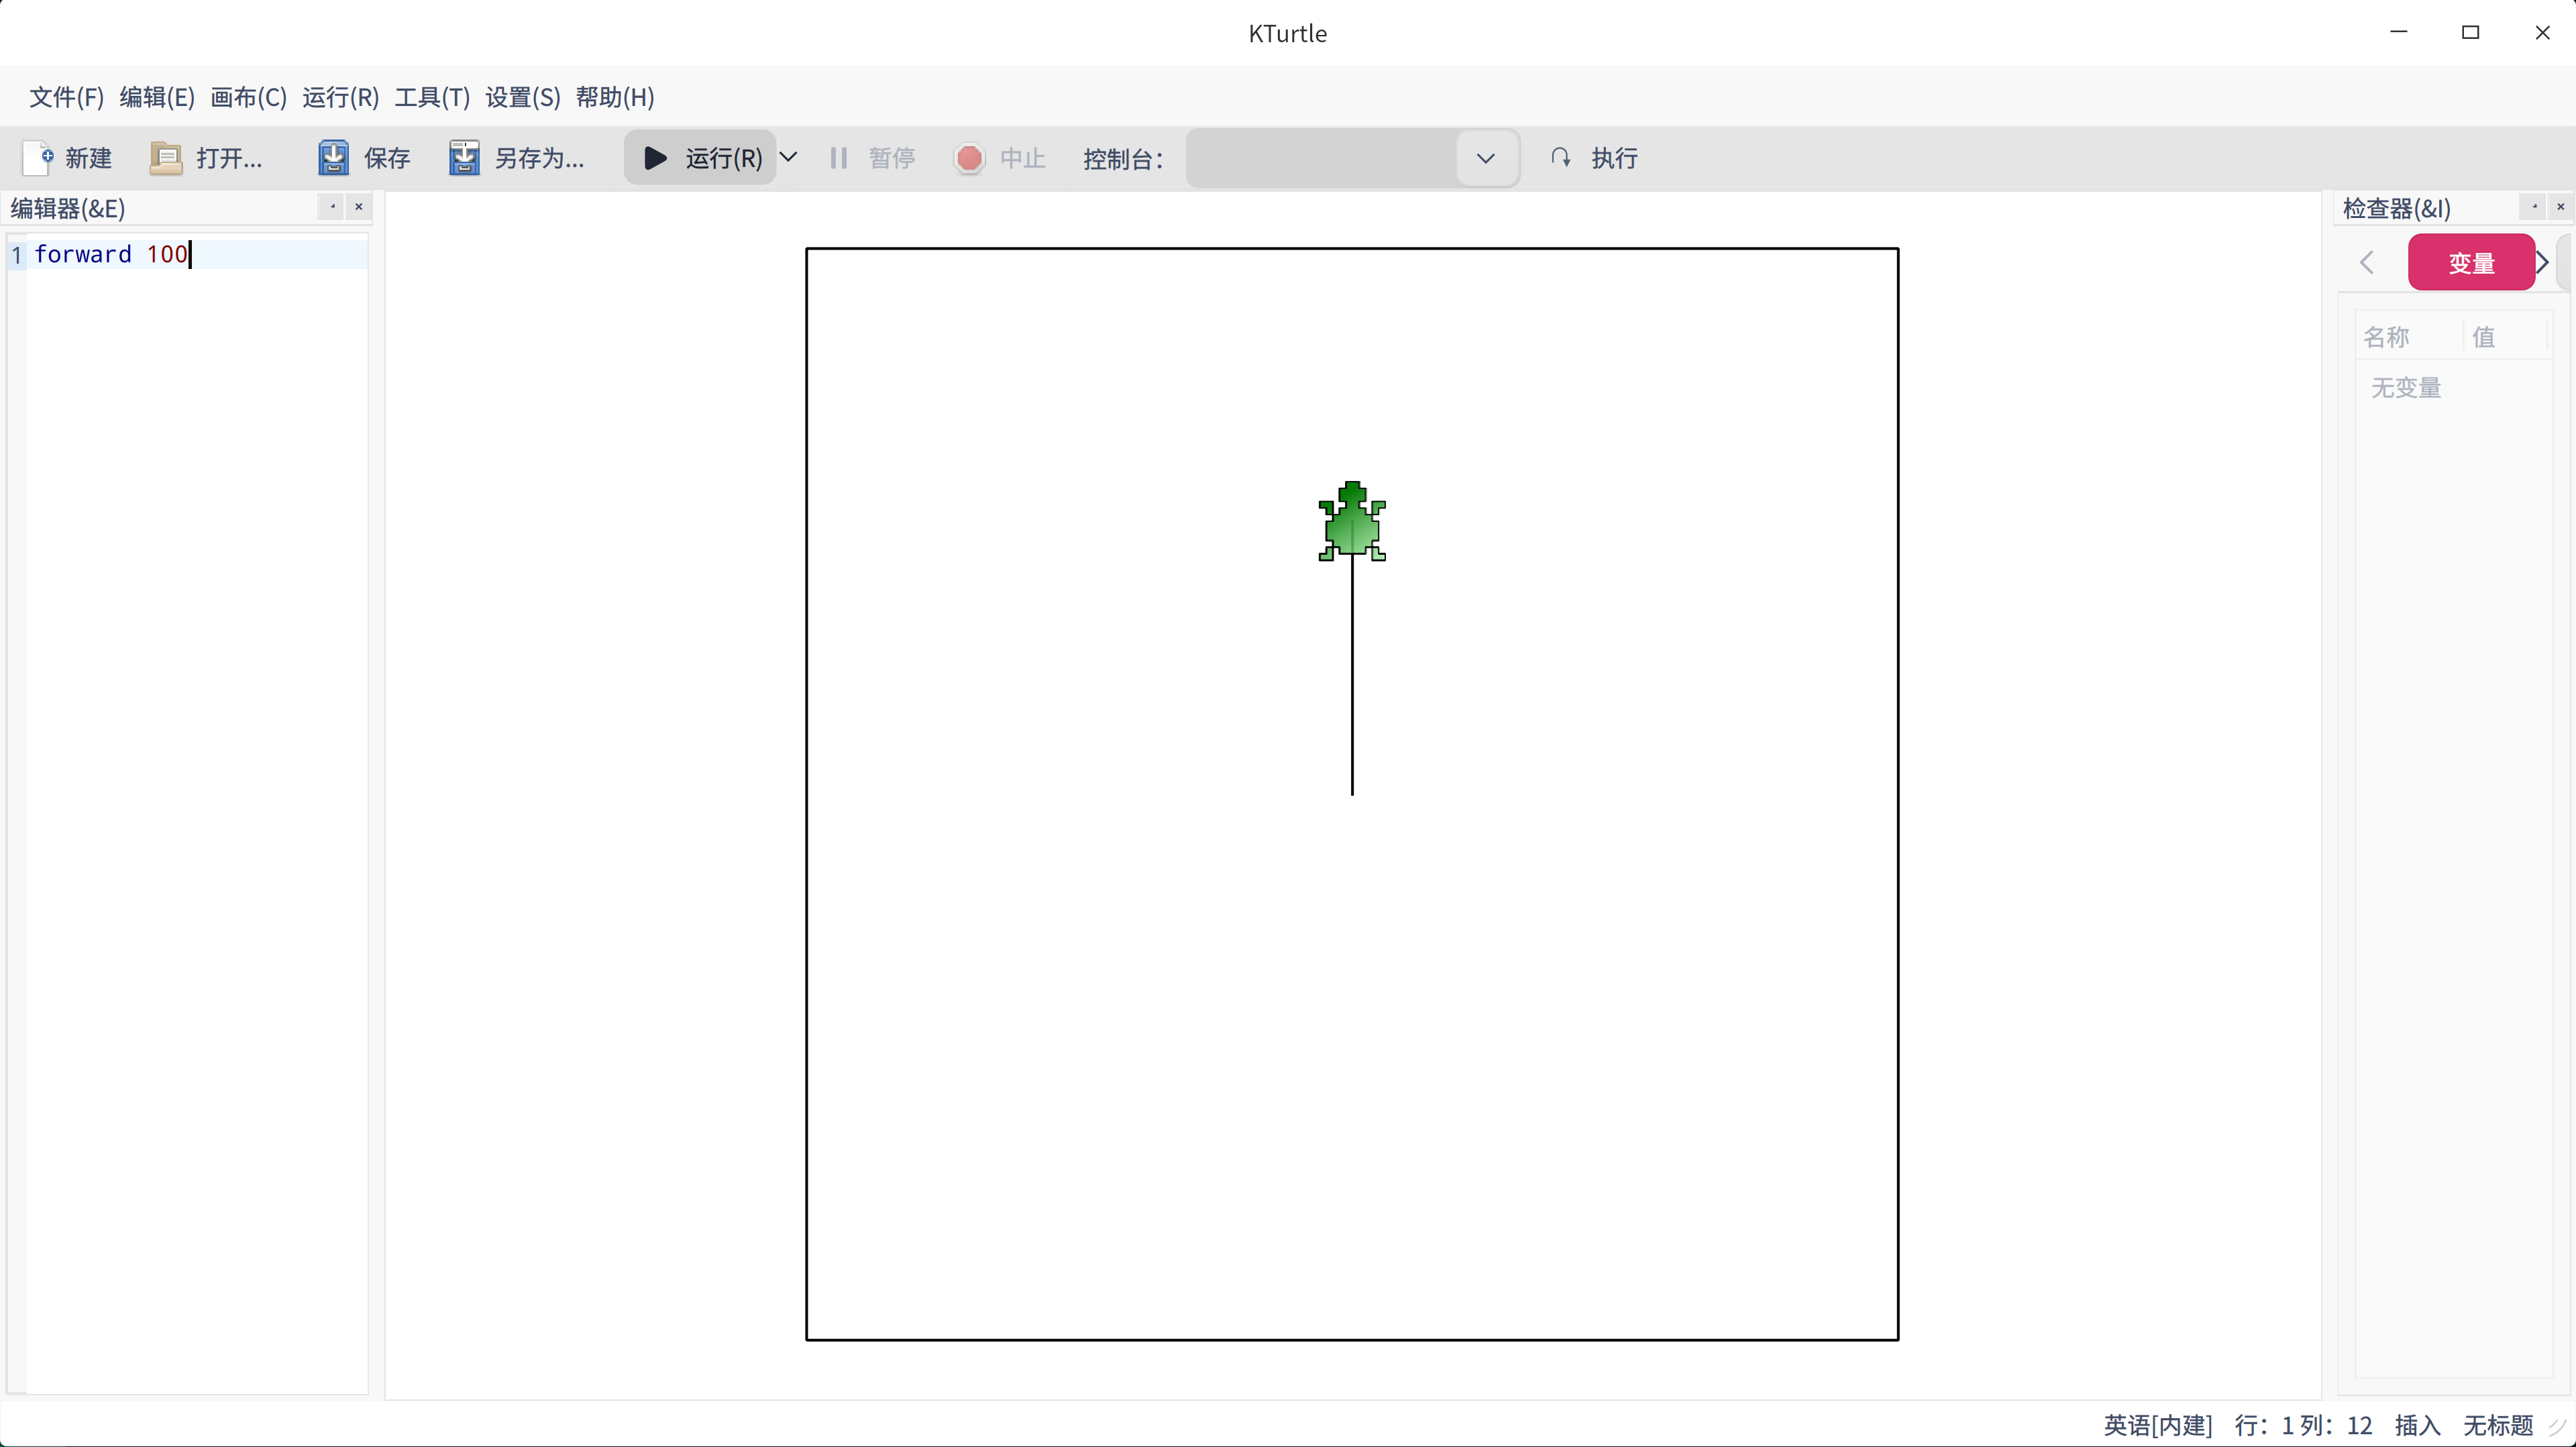 KTurtle
文件(F) 编辑(E) 画布(C) 运行(R) 工具(T) 设置(S) 帮助(H)
新建 打开... 保存 另存为... 运行(R) 暂停 中止 控制台： 执行
编辑器(&E)
1 forward 100
检查器(&I)
变量
名称 值
无变量
英语[内建] 行：1 列：12 插入 无标题